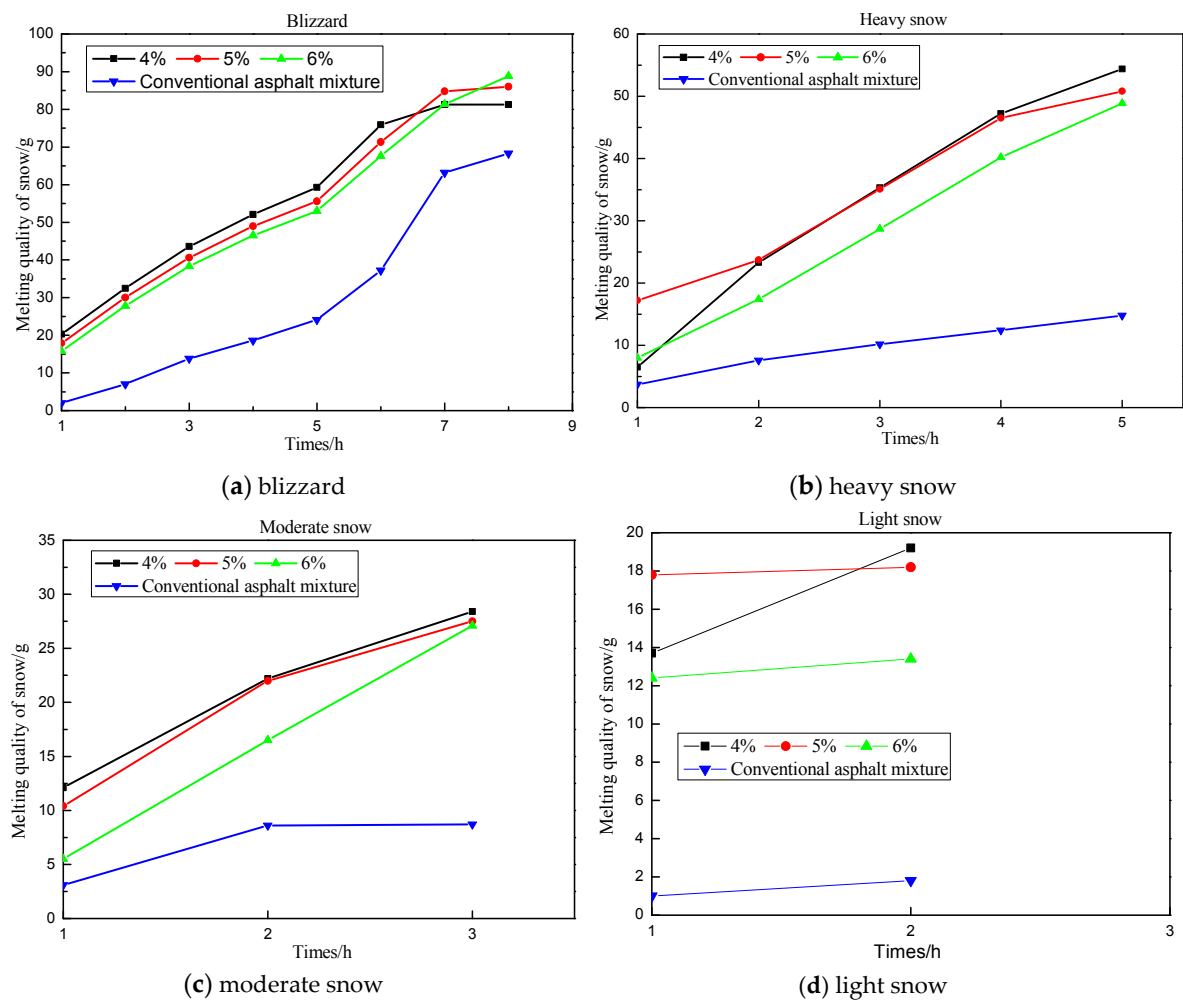 Blizzard
4% 5% 6%
Conventional asphalt mixture
Melting quality of snow/g
100
90
80
70
60
50
40
30
20
10
0
1 3 5 7 9
Times/h
(a) blizzard
Heavy snow
4% 5% 6%
Conventional asphalt mixture
Melting quality of snow/g
60
50
40
30
20
10
0
1 2 3 4 5
Times/h
(b) heavy snow
Moderate snow
4% 5% 6%
Conventional asphalt mixture
Melting quality of snow/g
35
30
25
20
15
10
5
0
1 2 3
Times/h
(c) moderate snow
Light snow
4% 5% 6%
Conventional asphalt mixture
Melting quality of snow/g
20
18
16
14
12
10
8
6
4
2
0
1 2 3
Times/h
(d) light snow